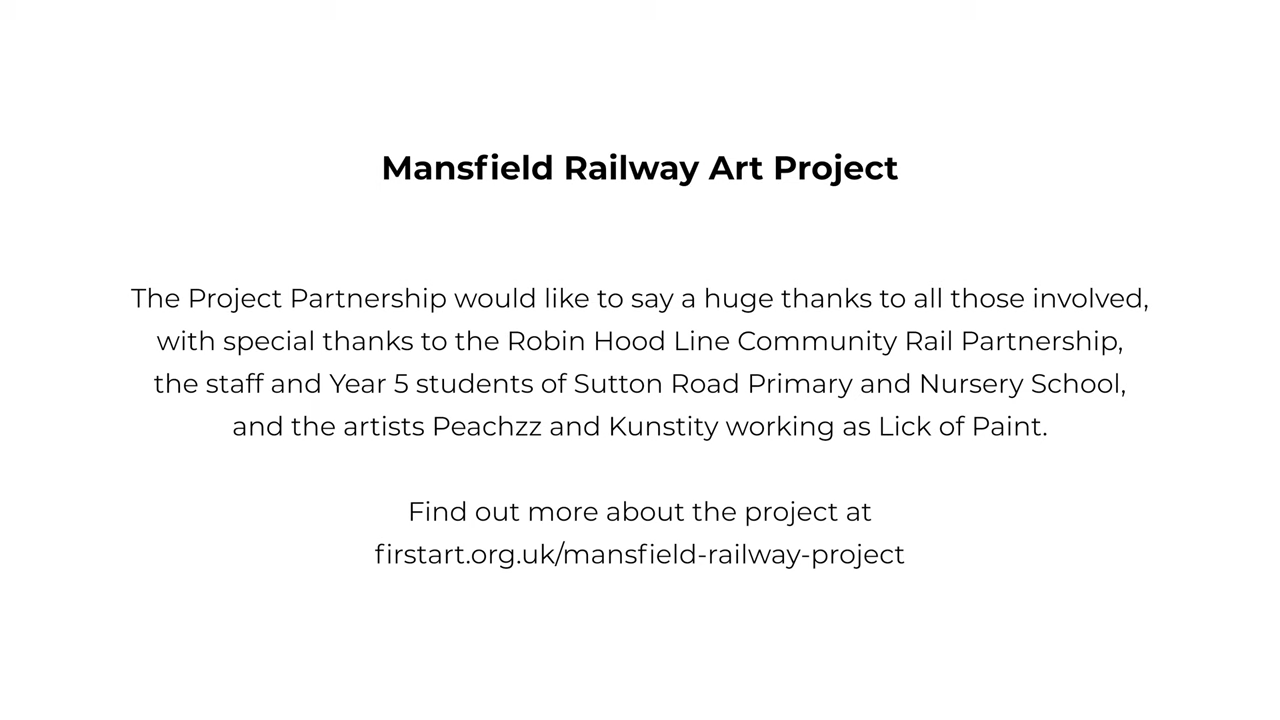 Mansfield Railway Art Project
The Project Partnership would like to say a huge thanks to all those involved,
with special thanks to the Robin Hood Line Community Rail Partnership,
the staff and Year 5 students of Sutton Road Primary and Nursery School,
and the artists Peachzz and Kunstity working as Lick of Paint.
Find out more about the project at
firstart.org.uk/mansfield-railway-project